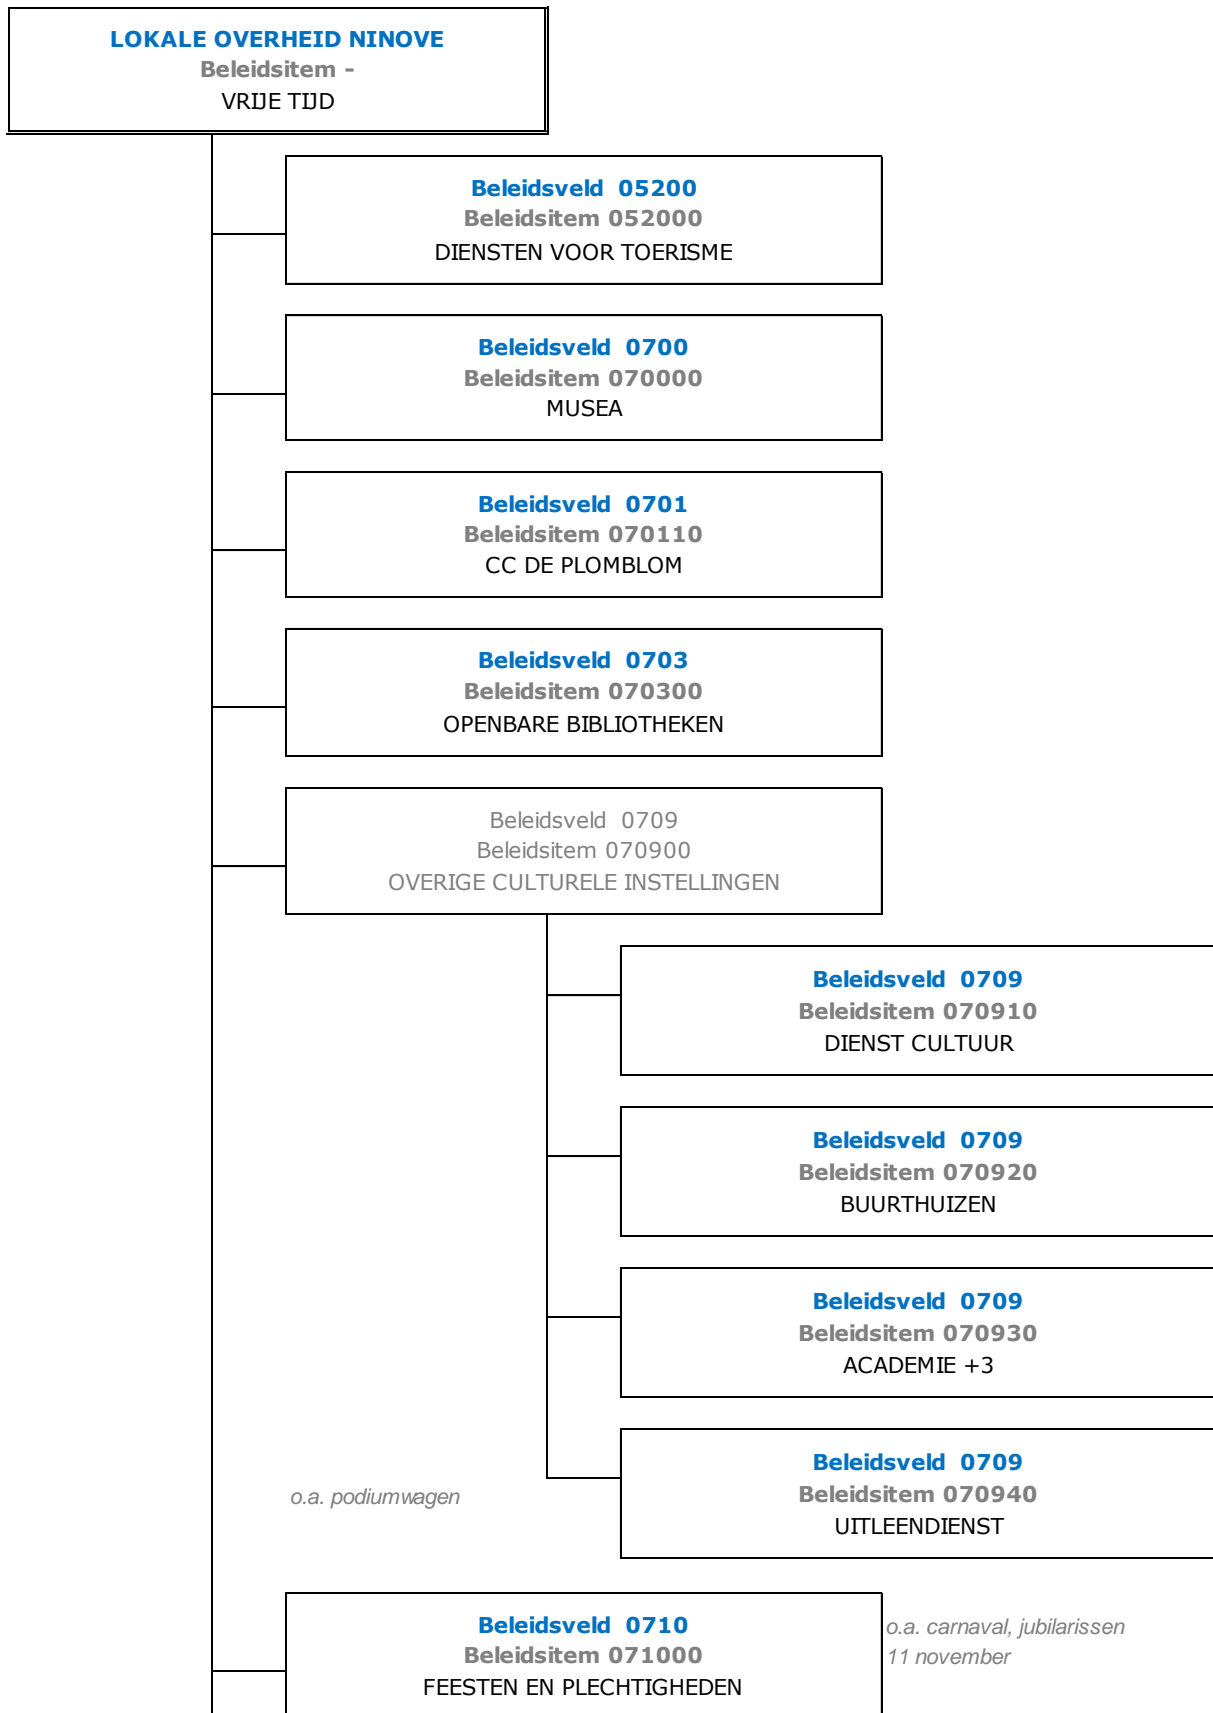 LOKALE OVERHEID NINOVE
Beleidsitem -
VRIJE TIJD
Beleidsveld 05200
Beleidsitem 052000
DIENSTEN VOOR TOERISME
Beleidsveld 0700
Beleidsitem 070000
MUSEA
Beleidsveld 0701
Beleidsitem 070110
CC DE PLOMBLOM
Beleidsveld 0703
Beleidsitem 070300
OPENBARE BIBLIOTHEKEN
Beleidsveld 0709
Beleidsitem 070900
OVERIGE CULTURELE INSTELLINGEN
Beleidsveld 0709
Beleidsitem 070910
DIENST CULTUUR
Beleidsveld 0709
Beleidsitem 070920
BUURTHUIZEN
Beleidsveld 0709
Beleidsitem 070930
ACADEMIE +3
Beleidsveld 0709
Beleidsitem 070940
UITLEENDIENST
o.a. podiumwagen
Beleidsveld 0710
Beleidsitem 071000
FEESTEN EN PLECHTIGHEDEN
o.a. carnaval, jubilarissen
11 november